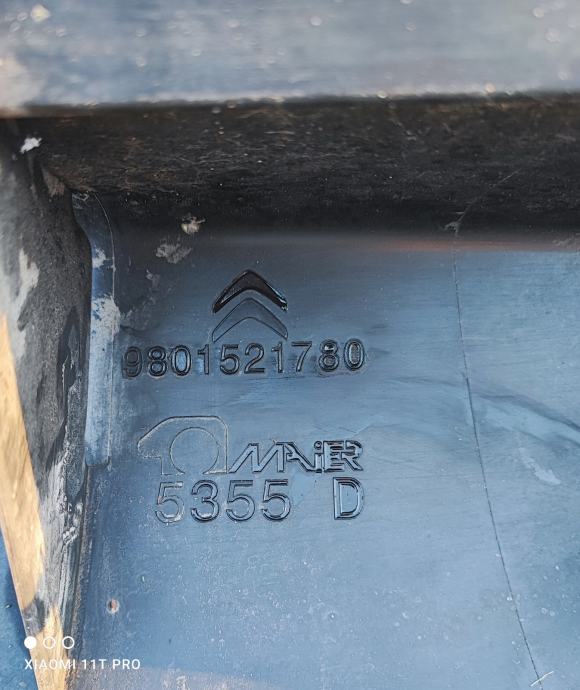 9801521780
MAiER
5355 D
XIAOMI 11T PRO